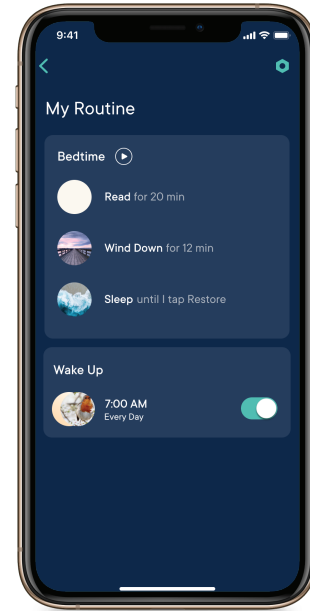 9:41
My Routine
Bedtime
Read for 20 min
Wind Down for 12 min
Sleep until I tap Restore
Wake Up
7:00 AM
Every Day